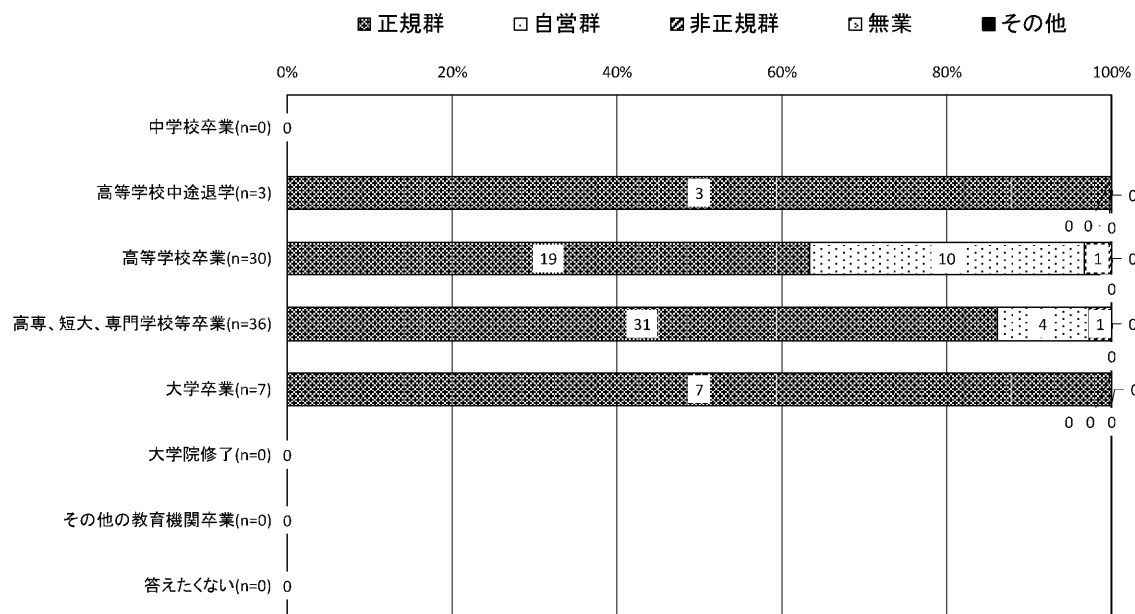 正規群 自営群 非正規群 無業 その他
0% 20% 40% 60% 80% 100%
中学校卒業(n=0) 0
高等学校中途退学(n=3) 3 0
0 0 0
高等学校卒業(n=30) 19 10 1 0
0
高専、短大、専門学校等卒業(n=36) 31 4 1 0
0
大学卒業(n=7) 7 0
0 0 0
大学院修了(n=0) 0
その他の教育機関卒業(n=0) 0
答えたくない(n=0) 0